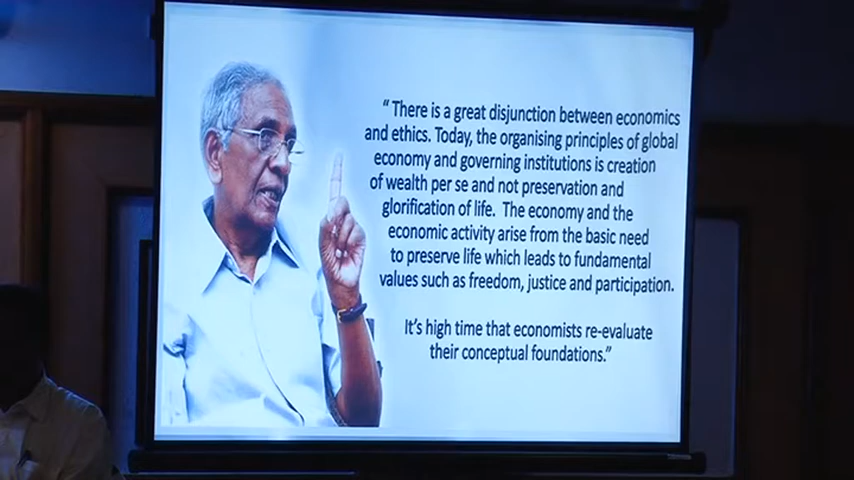 “ There is a great disjunction between economics
and ethics. Today, the organising principles of global
economy and governing institutions is creation
of wealth per se and not preservation and
glorification of life.  The economy and the
economic activity arise from the basic need
to preserve life which leads to fundamental
values such as freedom, justice and participation.
It’s high time that economists re-evaluate
their conceptual foundations.”